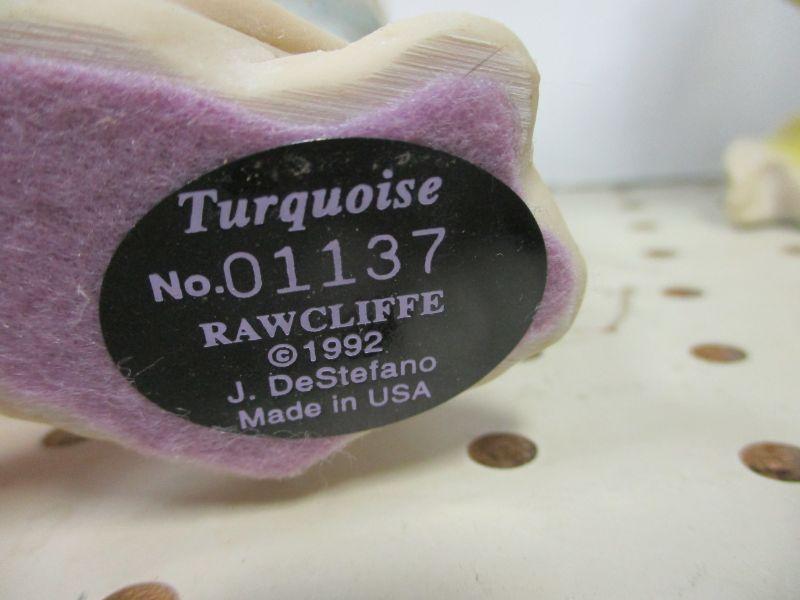 Turquoise
No.01137
RAWCLIFFE
©1992
J. DeStefano
Made in USA